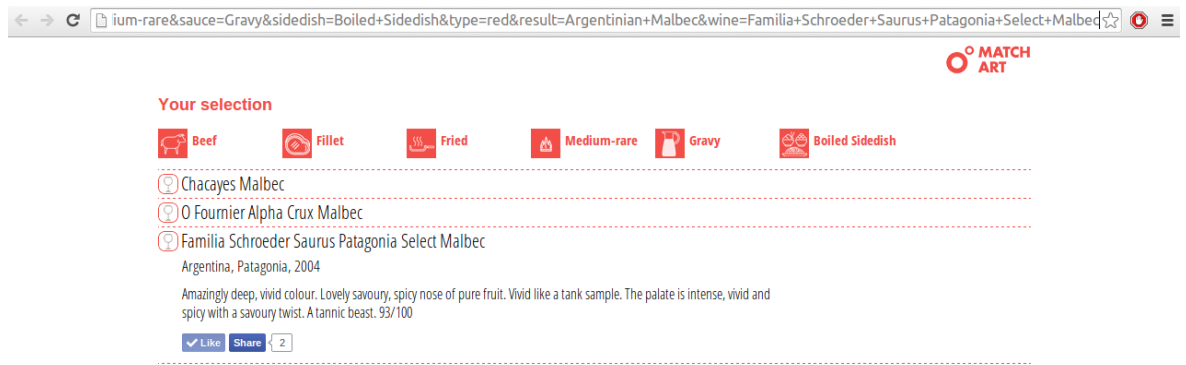 ium-rare&sauce=Gravy&sidedish=Boiled+Sidedish&type=red&result=Argentinian+Malbec&wine=Familia+Schroeder+Saurus+Patagonia+Select+Malbec
MATCH
ART
Your selection
Beef Fillet Fried Medium-rare Gravy Boiled Sidedish
Chacayes Malbec
O Fournier Alpha Crux Malbec
Familia Schroeder Saurus Patagonia Select Malbec
Argentina, Patagonia, 2004
Amazingly deep, vivid colour. Lovely savoury, spicy nose of pure fruit. Vivid like a tank sample. The palate is intense, vivid and
spicy with a savoury twist. A tannic beast. 93/100
Like Share 2